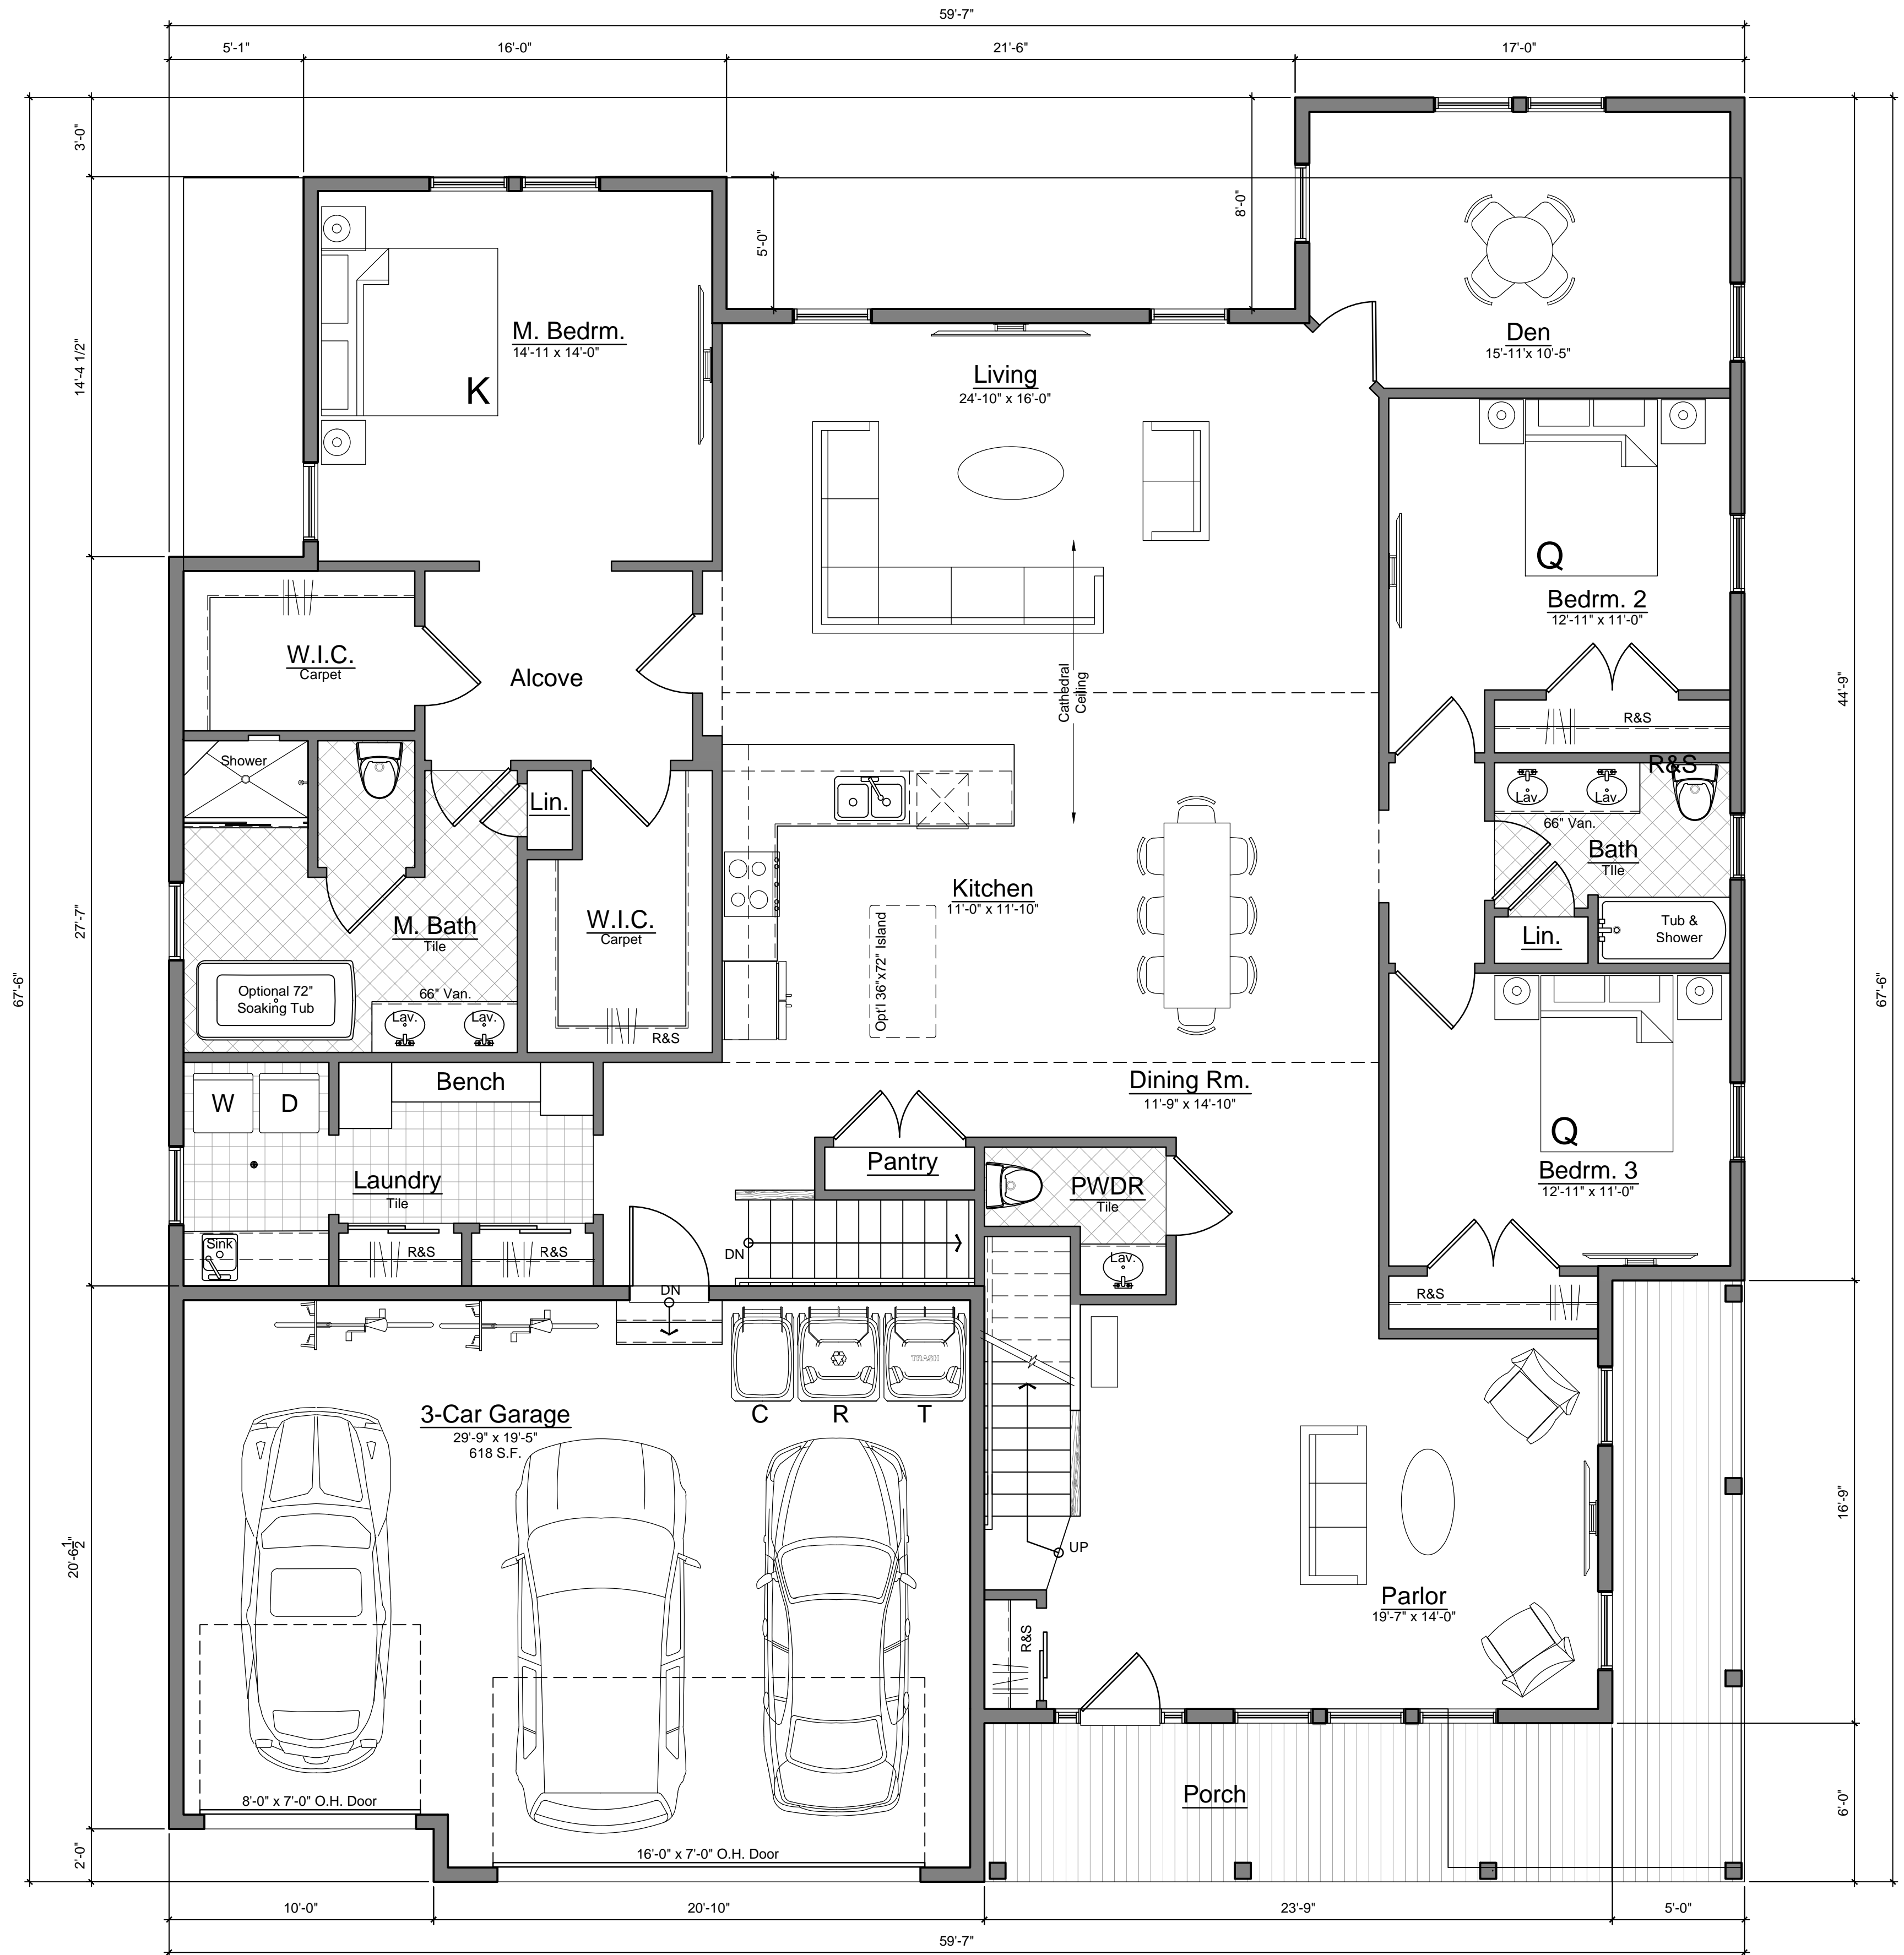 59'-7"
5'-1"
16'-0"
21'-6"
17'-0"
3'-0"
5'-0"
8'-0"
14'-4 1/2"
M. Bedrm.
14'-11 x 14'-0"
K
Living
24'-10" x 16'-0"
Den
15'-11'x 10'-5"
Q
Bedrm. 2
12'-11" x 11'-0"
W.I.C.
Carpet
Alcove
Cathedral
Ceiling
44'-9"
R&S
R&S
Shower
Lin.
Lav.
Lav.
66" Van.
Bath
TIle
Kitchen
11'-0" x 11'-10"
Opt'l 36"x72" Island
W.I.C.
Carpet
M. Bath
Tile
27'-7"
Lin.
Tub &
Shower
67'-6"
67'-6"
Optional 72"
Soaking Tub
66" Van.
Lav.
Lav.
R&S
Bench
W
D
Dining Rm.
11'-9" x 14'-10"
Q
Bedrm. 3
12'-11" x 11'-0"
Pantry
Laundry
Tile
PWDR
Tile
Sink
R&S
R&S
DN
Lav.
DN
R&S
3-Car Garage
29'-9" x 19'-5"
618 S.F.
C
R
T
TRASH
16'-9"
20'-6 1/2"
UP
Parlor
19'-7" x 14'-0"
R&S
8'-0" x 7'-0" O.H. Door
Porch
6'-0"
16'-0" x 7'-0" O.H. Door
2'-0"
10'-0"
20'-10"
23'-9"
5'-0"
59'-7"